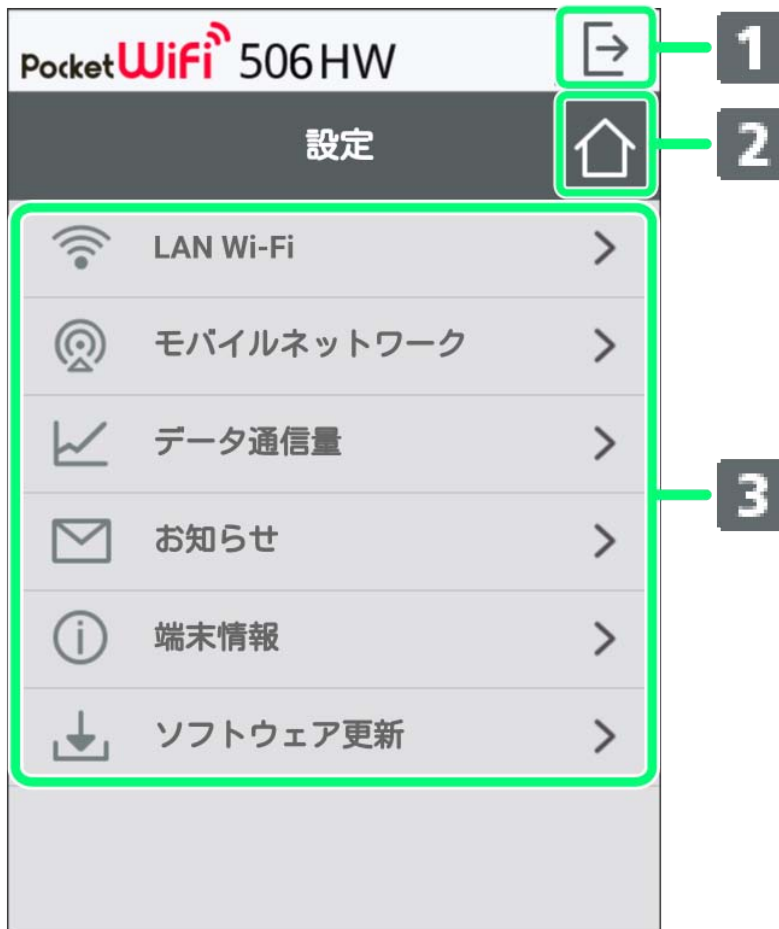 Pocket WiFi 506HW
1
設定
2
LAN Wi-Fi
モバイルネットワーク
データ通信量
3
お知らせ
端末情報
ソフトウェア更新